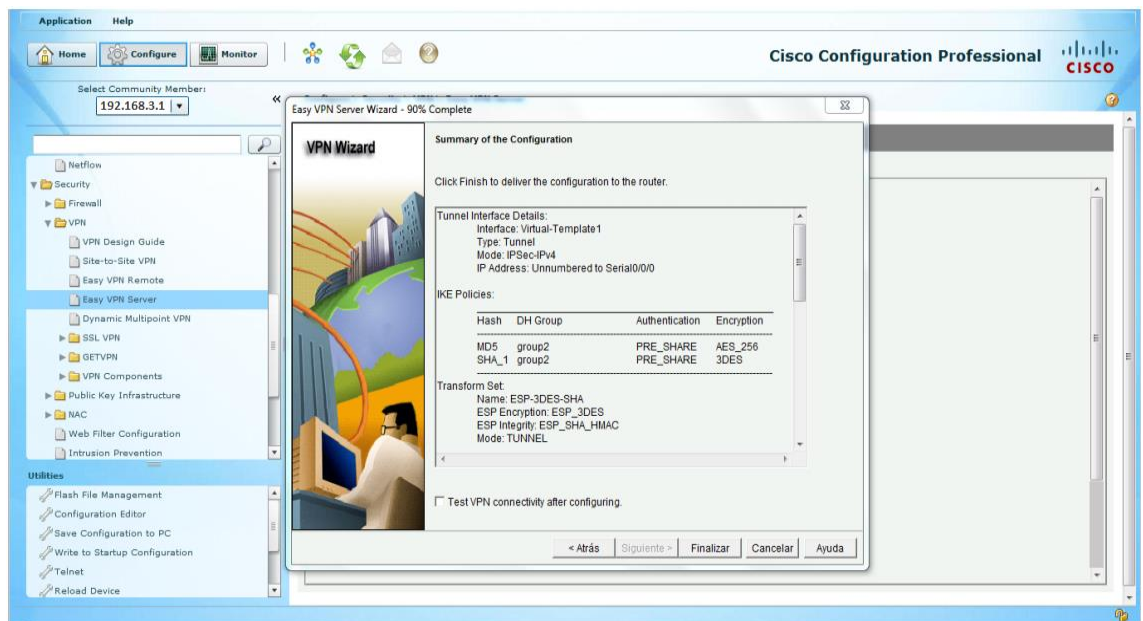 Application Help
Home Configure Monitor
Cisco Configuration Professional
CISCO
Select Community Member:
192.168.3.1
«
Netflow
Security
Firewall
VPN
VPN Design Guide
Site-to-Site VPN
Easy VPN Remote
Easy VPN Server
Dynamic Multipoint VPN
SSL VPN
GETVPN
VPN Components
Public Key Infrastructure
NAC
Web Filter Configuration
Intrusion Prevention
Utilities
Flash File Management
Configuration Editor
Save Configuration to PC
Write to Startup Configuration
Telnet
Reload Device
Easy VPN Server Wizard - 90% Complete
VPN Wizard
Summary of the Configuration
Click Finish to deliver the configuration to the router.
Tunnel Interface Details:
Interface: Virtual-Template1
Type: Tunnel
Mode: IPSec-IPv4
IP Address: Unnumbered to Serial0/0/0
IKE Policies:
Hash DH Group Authentication Encryption
MD5 group2 PRE_SHARE AES_256
SHA_1 group2 PRE_SHARE 3DES
Transform Set:
Name: ESP-3DES-SHA
ESP Encryption: ESP_3DES
ESP Integrity: ESP_SHA_HMAC
Mode: TUNNEL
Test VPN connectivity after configuring.
< Atrás Siguiente > Finalizar Cancelar Ayuda